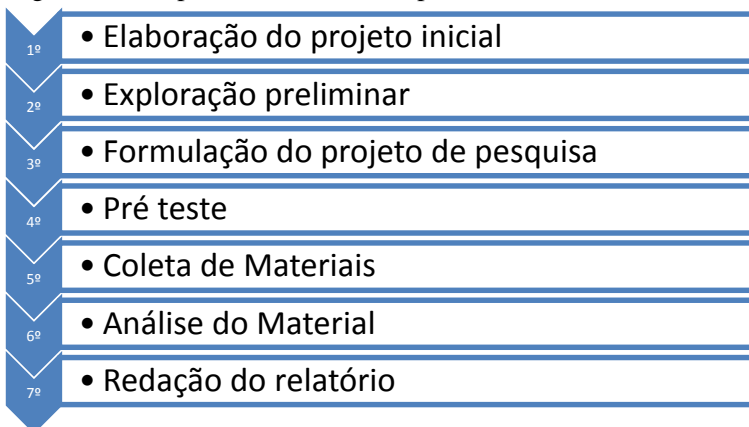 1º • Elaboração do projeto inicial
2º • Exploração preliminar
3º • Formulação do projeto de pesquisa
4º • Pré teste
5º • Coleta de Materiais
6º • Análise do Material
7º • Redação do relatório